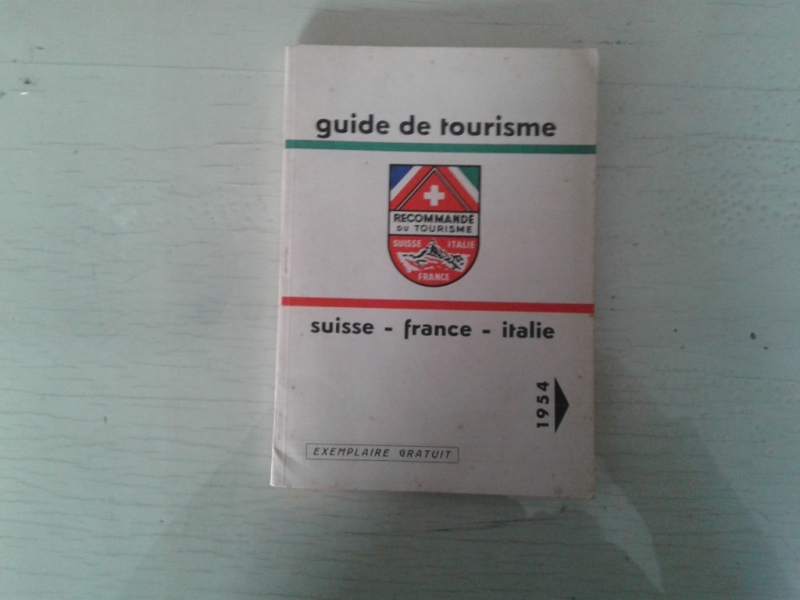 guide de tourisme
RECOMMANDÉ
DU TOURISME
SUISSE ITALIE
FRANCE
suisse - france - italie
1954
EXEMPLAIRE GRATUIT